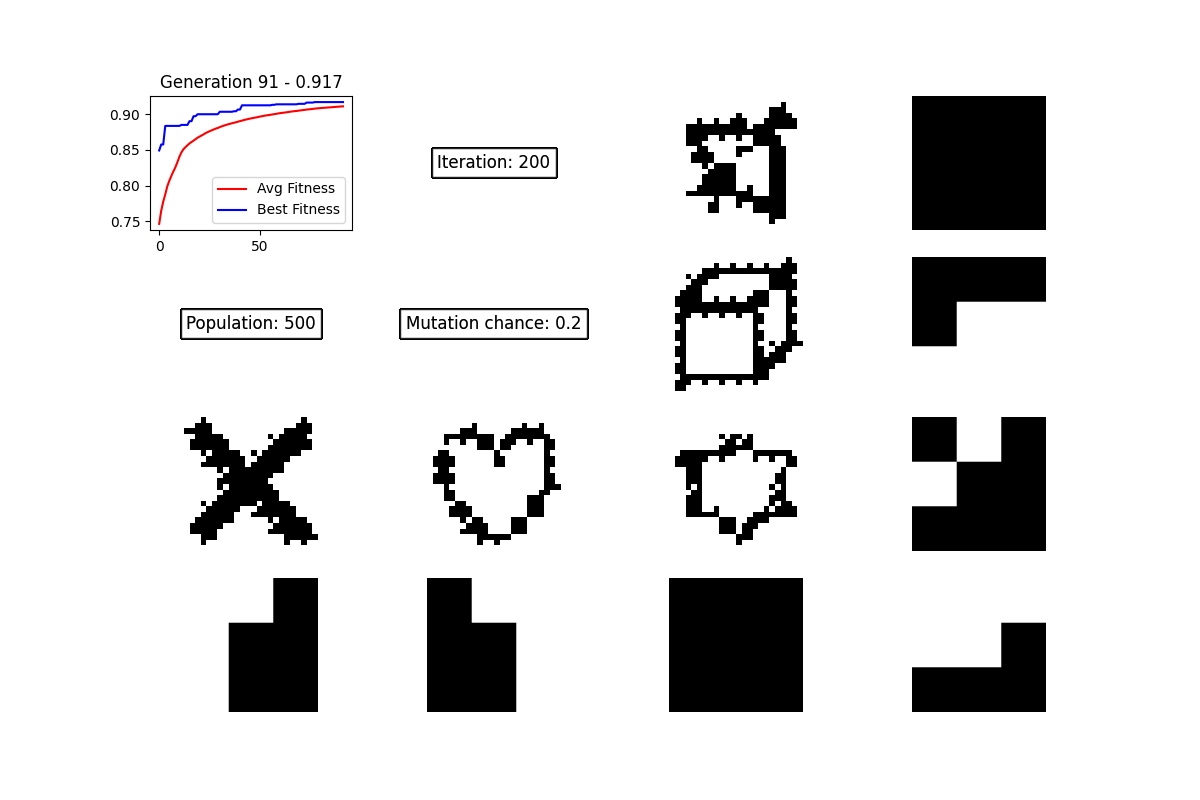 Generation 91 - 0.917
0.90
0.85
0.80
0.75
Avg Fitness
Best Fitness
0
50
Iteration: 200
Population: 500
Mutation chance: 0.2